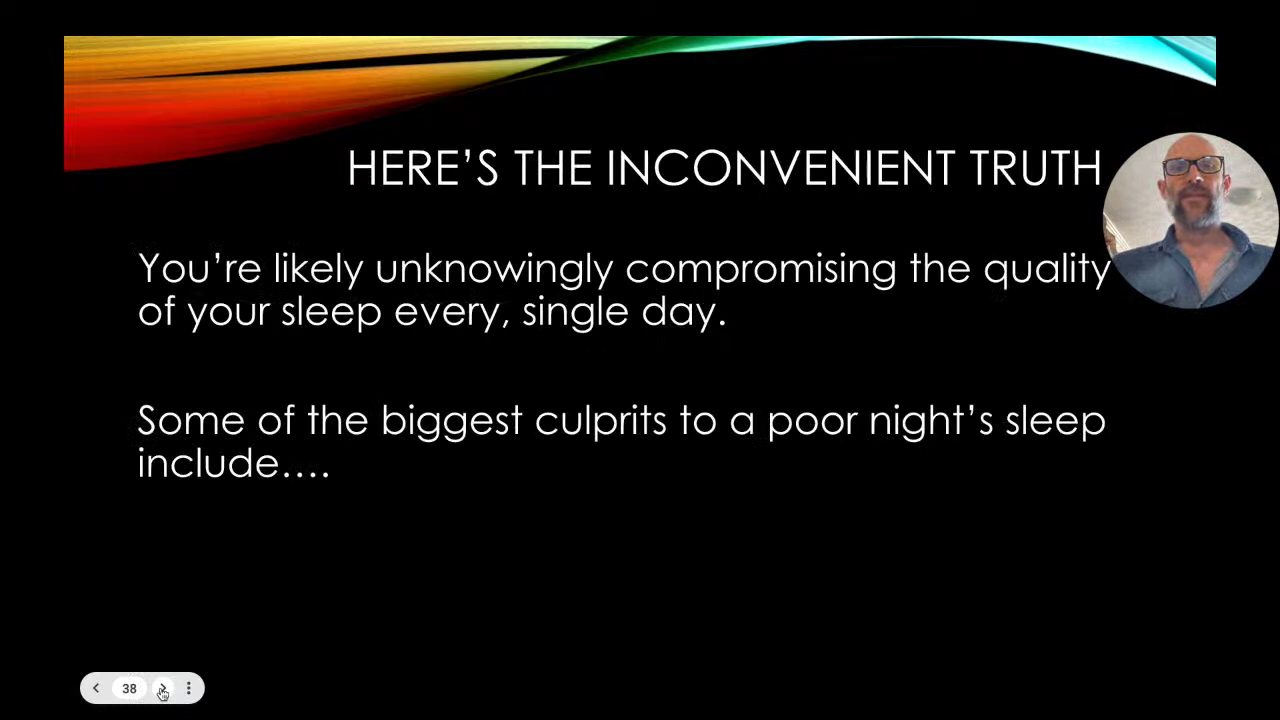 HERE’S THE INCONVENIENT TRUTH
You’re likely unknowingly compromising the quality
of your sleep every, single day.
Some of the biggest culprits to a poor night’s sleep
include….
38